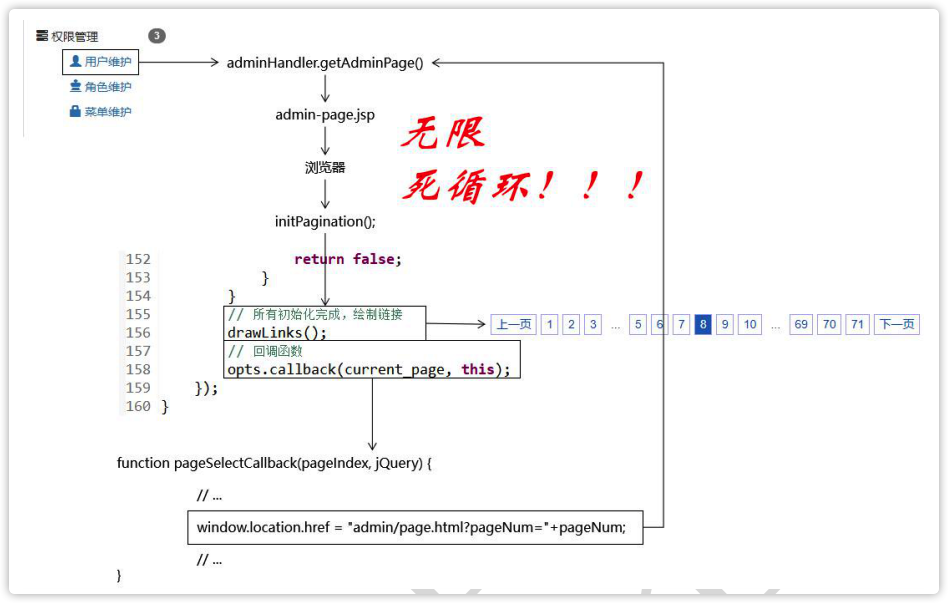 权限管理 3
用户维护
角色维护
菜单维护
adminHandler.getAdminPage()
admin-page.jsp
浏览器
initPagination();
无限
死循环！！！
152 return false;
153 }
154 }
155 // 所有初始化完成，绘制链接
156 drawLinks();
157 // 回调函数
158 opts.callback(current_page, this);
159 });
160 }
上一页 1 2 3 ... 5 6 7 8 9 10 ... 69 70 71 下一页
function pageSelectCallback(pageIndex, jQuery) {
// ...
window.location.href = "admin/page.html?pageNum="+pageNum;
// ...
}